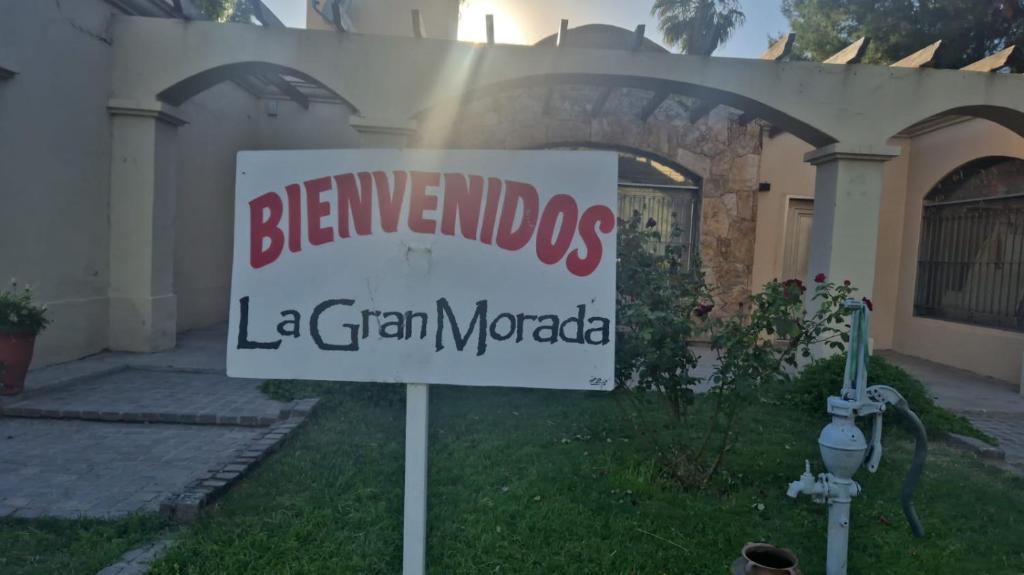 BIENVENIDOS
La Gran Morada